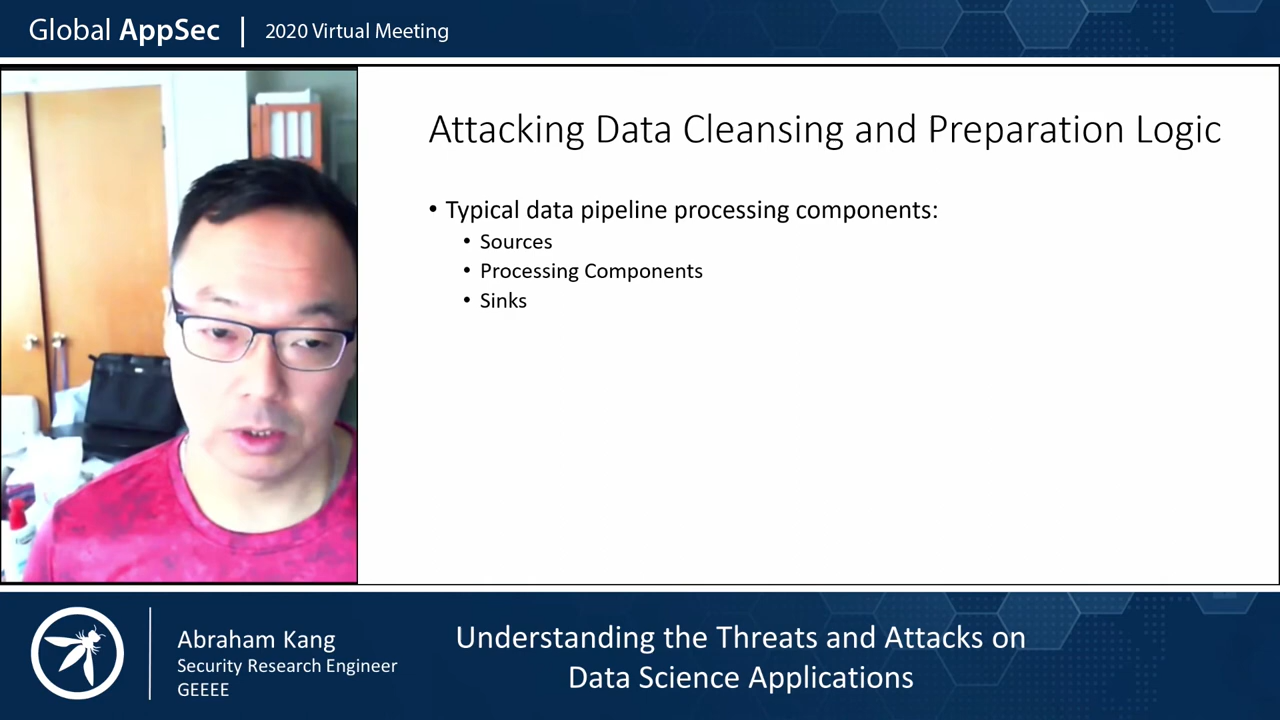 Global AppSec | 2020 Virtual Meeting
Attacking Data Cleansing and Preparation Logic
• Typical data pipeline processing components:
• Sources
• Processing Components
• Sinks
Abraham Kang
Security Research Engineer
GEEEE
Understanding the Threats and Attacks on
Data Science Applications